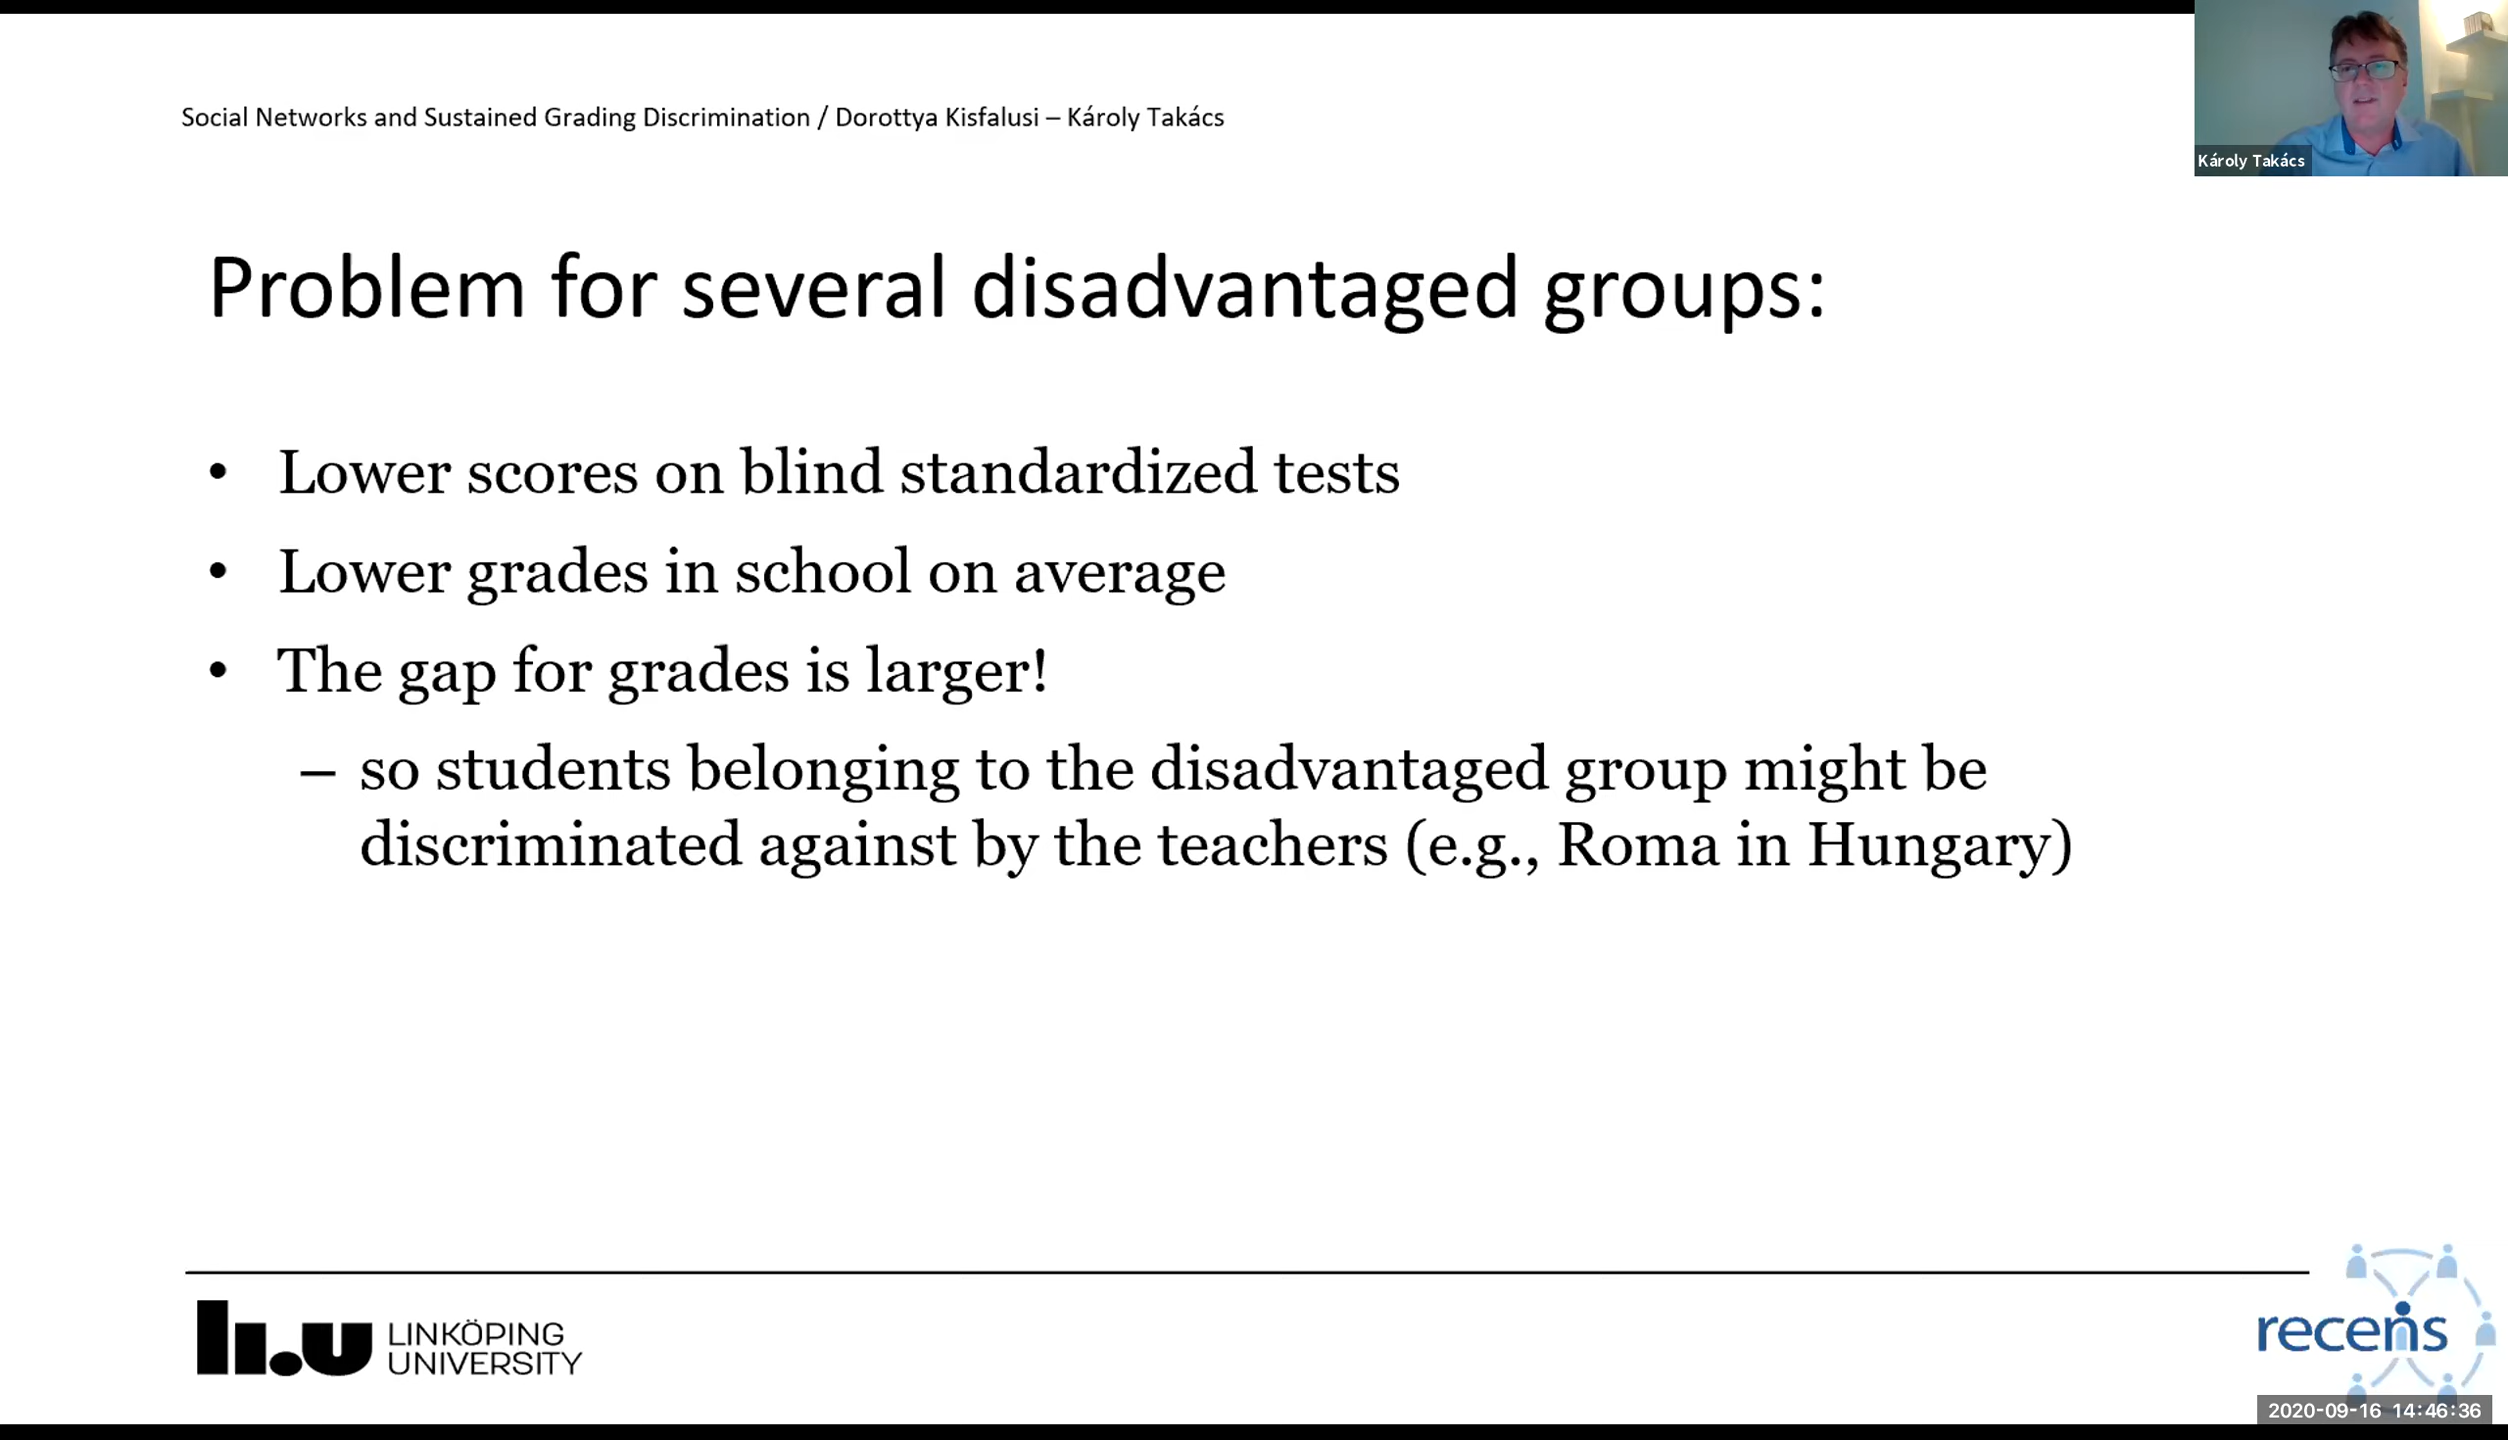 Social Networks and Sustained Grading Discrimination / Dorottya Kisfalusi – Károly Takács
Károly Takács
Problem for several disadvantaged groups:
• Lower scores on blind standardized tests
• Lower grades in school on average
• The gap for grades is larger!
– so students belonging to the disadvantaged group might be
discriminated against by the teachers (e.g., Roma in Hungary)
li.u LINKÖPING
UNIVERSITY
recens
2020-09-16 14:46:36